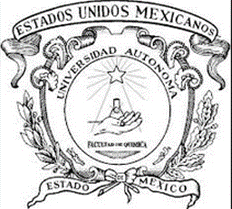 ESTADOS UNIDOS MEXICANOS
UNIVERSIDAD AUTONOMA
FACULTAD DE QUIMICA
ESTADO DE MEXICO